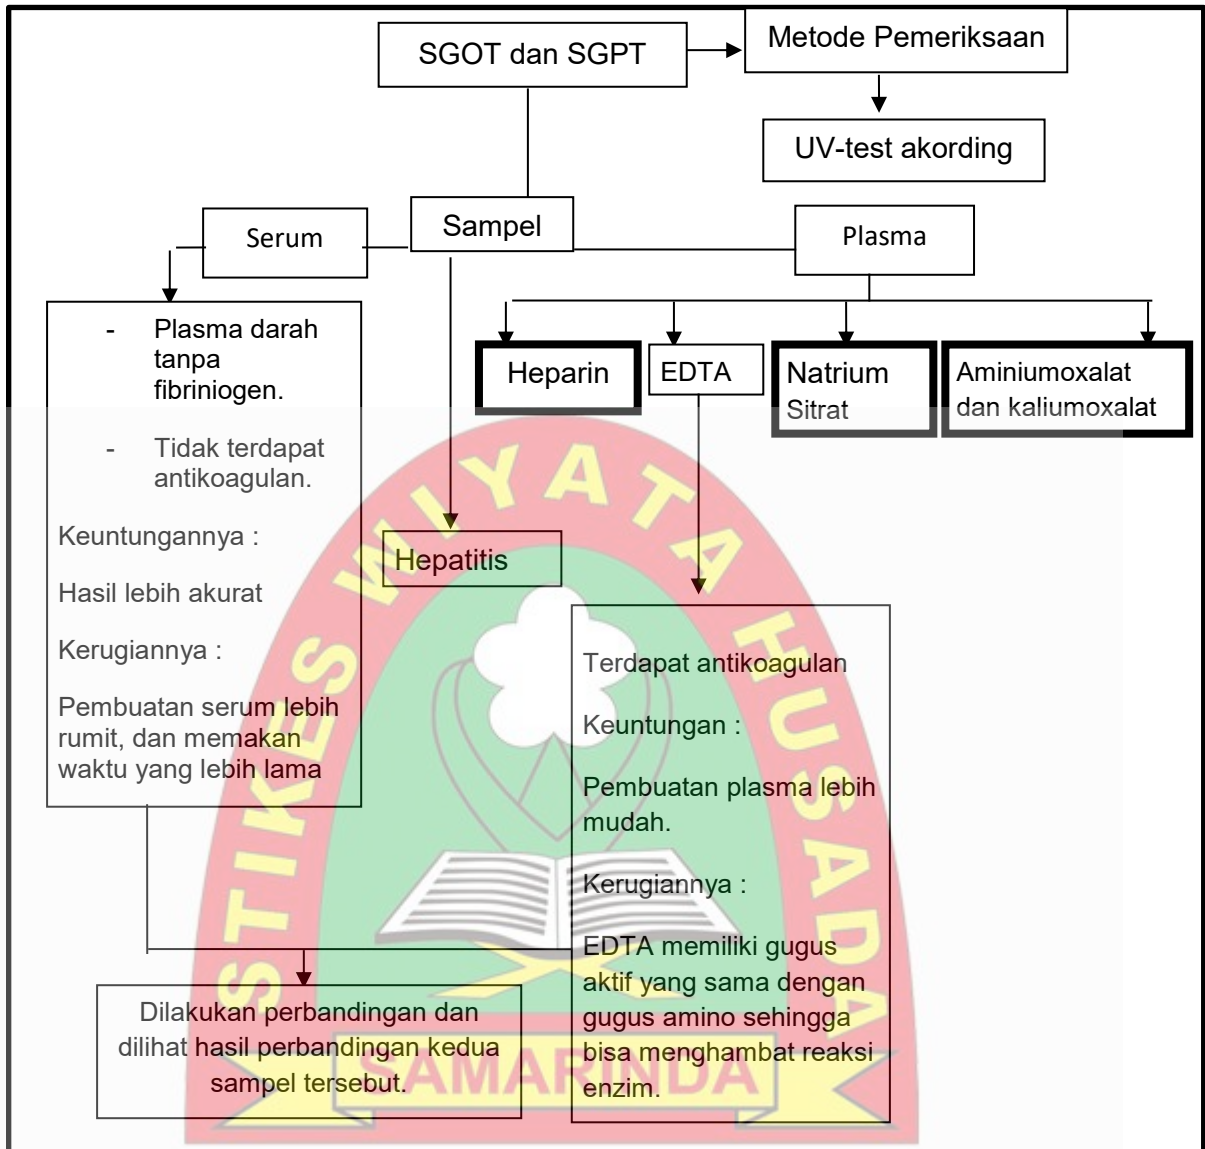 SGOT dan SGPT
Metode Pemeriksaan
UV-test akording
Serum
Sampel
Plasma
- Plasma darah
tanpa
fibriniogen.
- Tidak terdapat
antikoagulan.
Keuntungannya :
Hasil lebih akurat
Kerugiannya :
Pembuatan serum lebih
rumit, dan memakan
waktu yang lebih lama
Heparin
EDTA
Natrium
Sitrat
Aminiumoxalat
dan kaliumoxalat
Hepatitis
Terdapat antikoagulan
Keuntungan :
Pembuatan plasma lebih
mudah.
Kerugiannya :
EDTA memiliki gugus
aktif yang sama dengan
gugus amino sehingga
bisa menghambat reaksi
enzim.
Dilakukan perbandingan dan
dilihat hasil perbandingan kedua
sampel tersebut.
STIKES WIYATA HUSADA
SAMARINDA